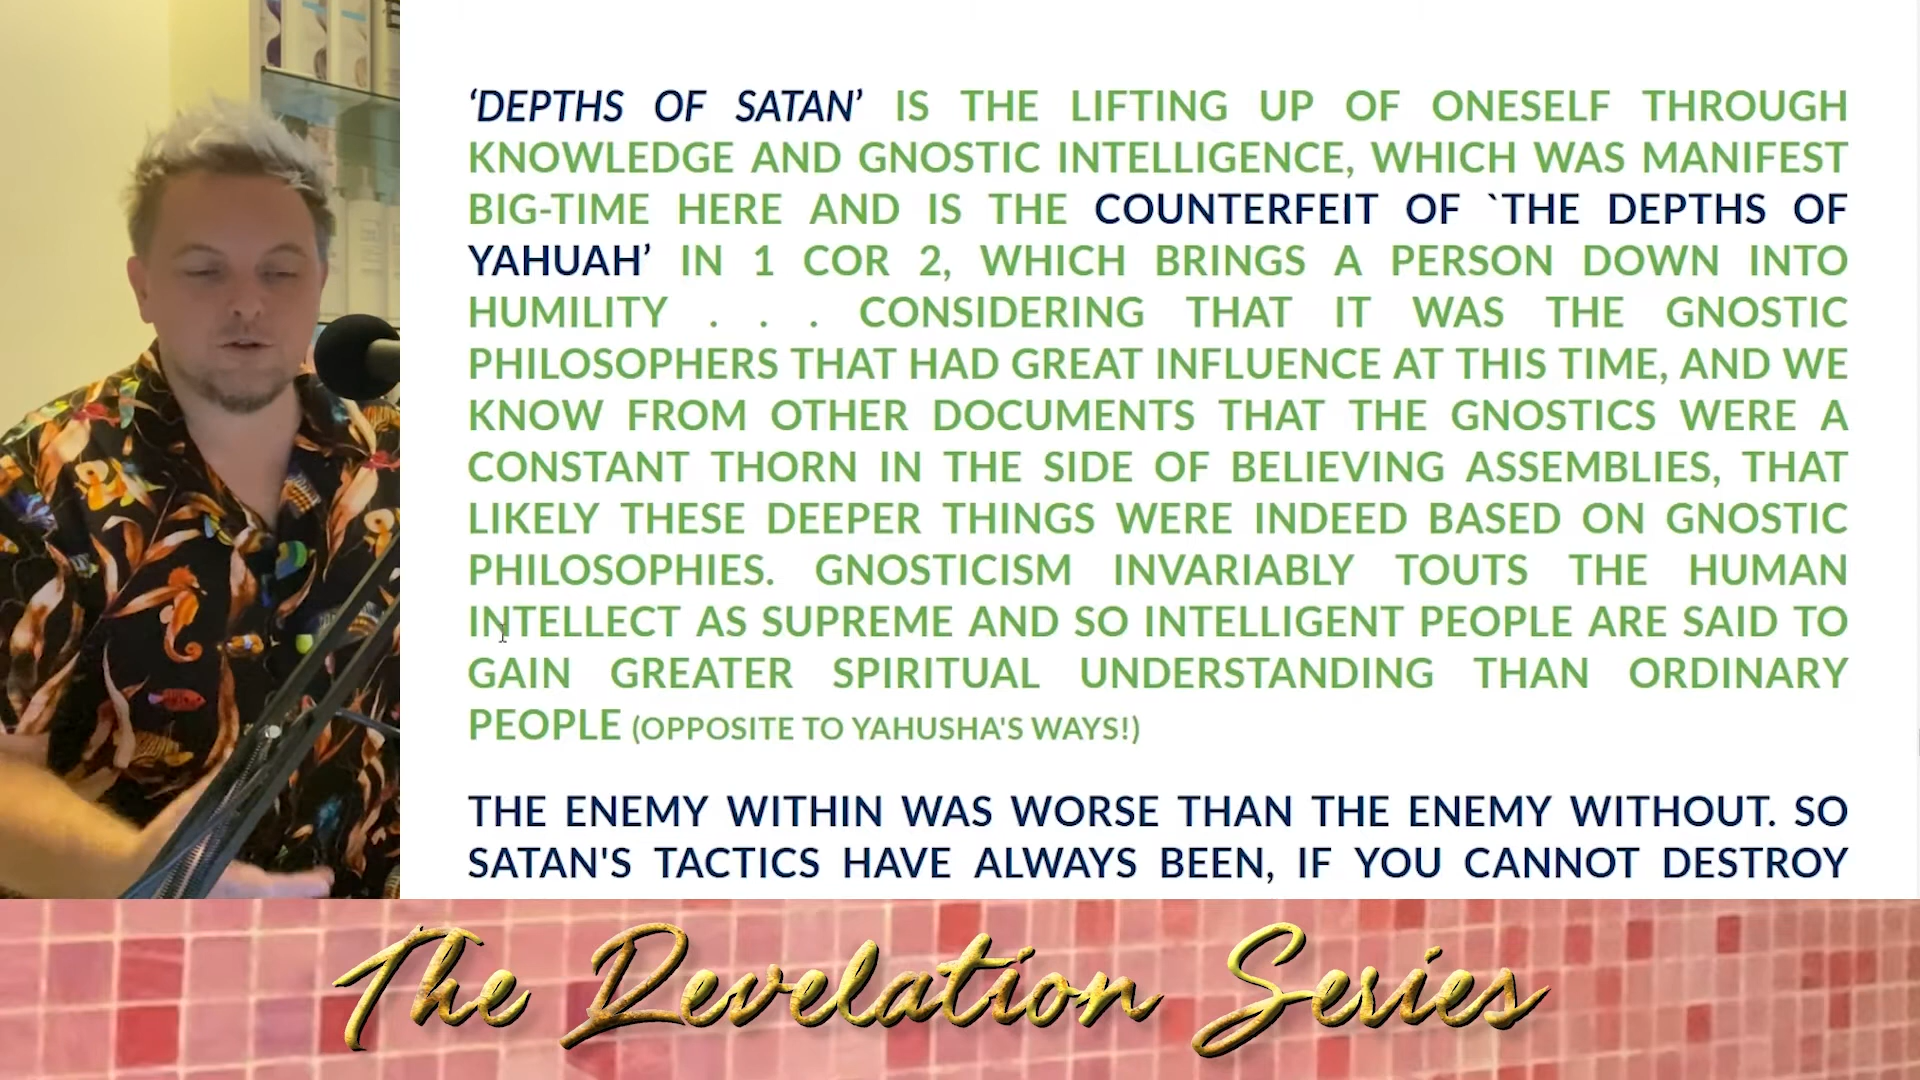 ‘DEPTHS OF SATAN’ IS THE LIFTING UP OF ONESELF THROUGH
KNOWLEDGE AND GNOSTIC INTELLIGENCE, WHICH WAS MANIFEST
BIG-TIME HERE AND IS THE COUNTERFEIT OF `THE DEPTHS OF
YAHUAH’ IN 1 COR 2, WHICH BRINGS A PERSON DOWN INTO
HUMILITY . . . CONSIDERING THAT IT WAS THE GNOSTIC
PHILOSOPHERS THAT HAD GREAT INFLUENCE AT THIS TIME, AND WE
KNOW FROM OTHER DOCUMENTS THAT THE GNOSTICS WERE A
CONSTANT THORN IN THE SIDE OF BELIEVING ASSEMBLIES, THAT
LIKELY THESE DEEPER THINGS WERE INDEED BASED ON GNOSTIC
PHILOSOPHIES. GNOSTICISM INVARIABLY TOUTS THE HUMAN
INTELLECT AS SUPREME AND SO INTELLIGENT PEOPLE ARE SAID TO
GAIN GREATER SPIRITUAL UNDERSTANDING THAN ORDINARY
PEOPLE (OPPOSITE TO YAHUSHA'S WAYS!)
THE ENEMY WITHIN WAS WORSE THAN THE ENEMY WITHOUT. SO
SATAN'S TACTICS HAVE ALWAYS BEEN, IF YOU CANNOT DESTROY
The Revelation Series